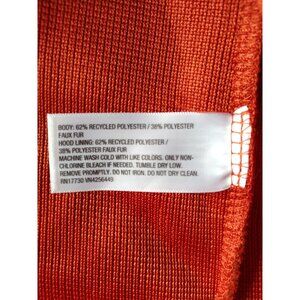 BODY: 62% RECYCLED POLYESTER / 38% POLYESTER
FAUX FUR
HOOD LINING: 62% RECYCLED POLYESTER /
38% POLYESTER FAUX FUR
MACHINE WASH COLD WITH LIKE COLORS. ONLY NON-
CHLORINE BLEACH IF NEEDED. TUMBLE DRY LOW.
REMOVE PROMPTLY. DO NOT IRON. DO NOT DRY CLEAN.
RN17730 VN4256449